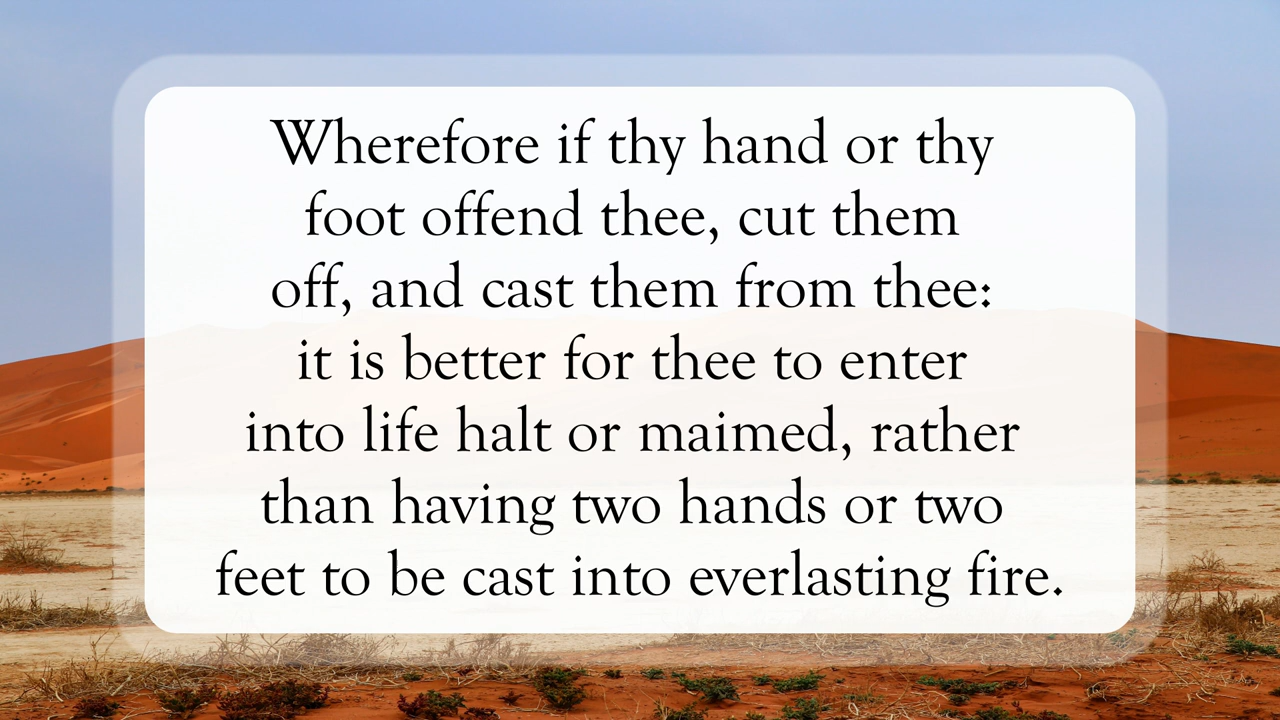 Wherefore if thy hand or thy
foot offend thee, cut them
off, and cast them from thee:
it is better for thee to enter
into life halt or maimed, rather
than having two hands or two
feet to be cast into everlasting fire.